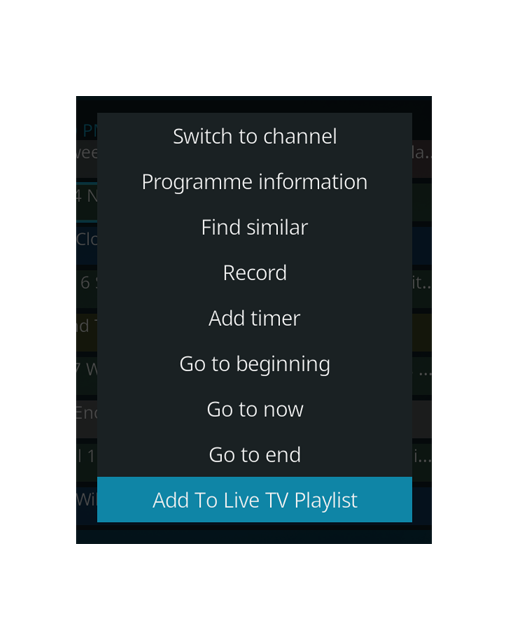 Switch to channel
Programme information
Find similar
Record
Add timer
Go to beginning
Go to now
Go to end
Add To Live TV Playlist